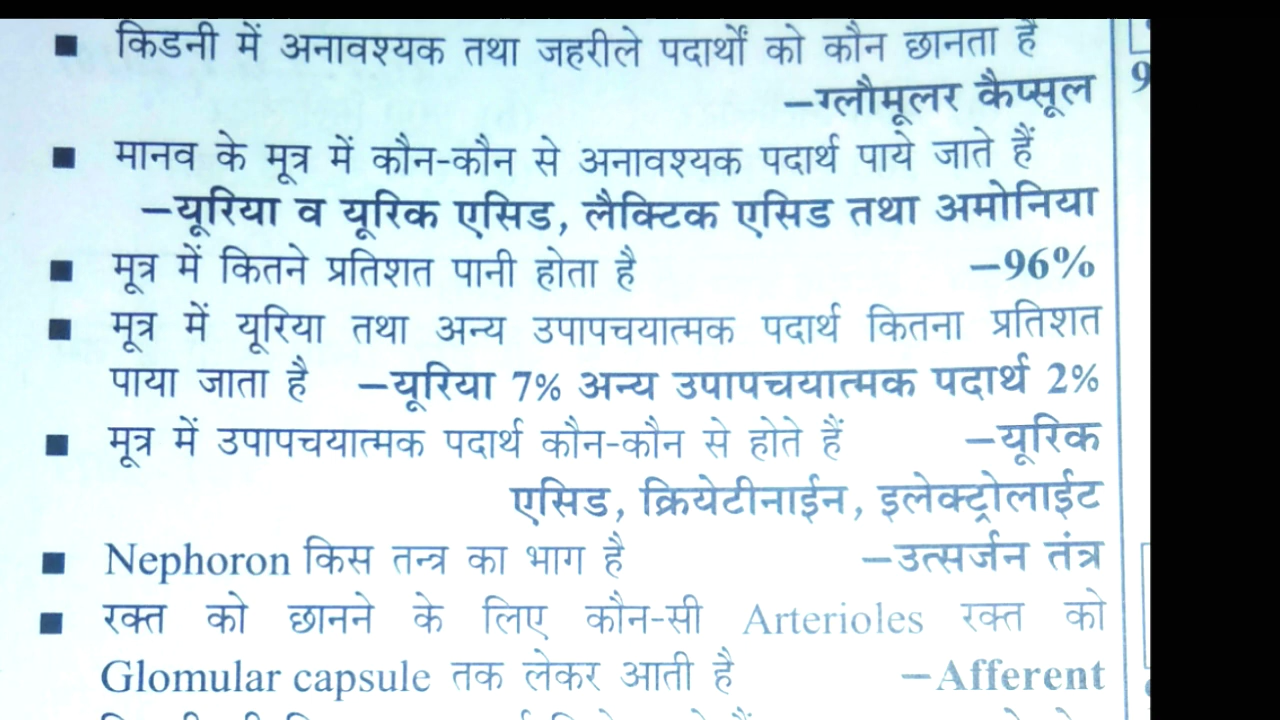 ■ किडनी में अनावश्यक तथा जहरीले पदार्थों को कौन छानता है
–ग्लौमूलर कैप्सूल
■ मानव के मूत्र में कौन-कौन से अनावश्यक पदार्थ पाये जाते हैं
–यूरिया व यूरिक एसिड, लैक्टिक एसिड तथा अमोनिया
■ मूत्र में कितने प्रतिशत पानी होता है –96%
■ मूत्र में यूरिया तथा अन्य उपापचयात्मक पदार्थ कितना प्रतिशत
पाया जाता है –यूरिया 7% अन्य उपापचयात्मक पदार्थ 2%
■ मूत्र में उपापचयात्मक पदार्थ कौन-कौन से होते हैं –यूरिक
एसिड, क्रियेटीनाईन, इलेक्ट्रोलाईट
■ Nephoron किस तन्त्र का भाग है –उत्सर्जन तंत्र
■ रक्त को छानने के लिए कौन-सी Arterioles रक्त को
Glomular capsule तक लेकर आती है –Afferent
9